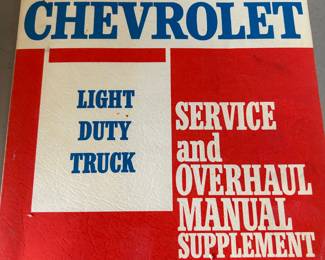 CHEVROLET
LIGHT
DUTY
TRUCK
SERVICE
and
OVERHAUL
MANUAL
SUPPLEMENT